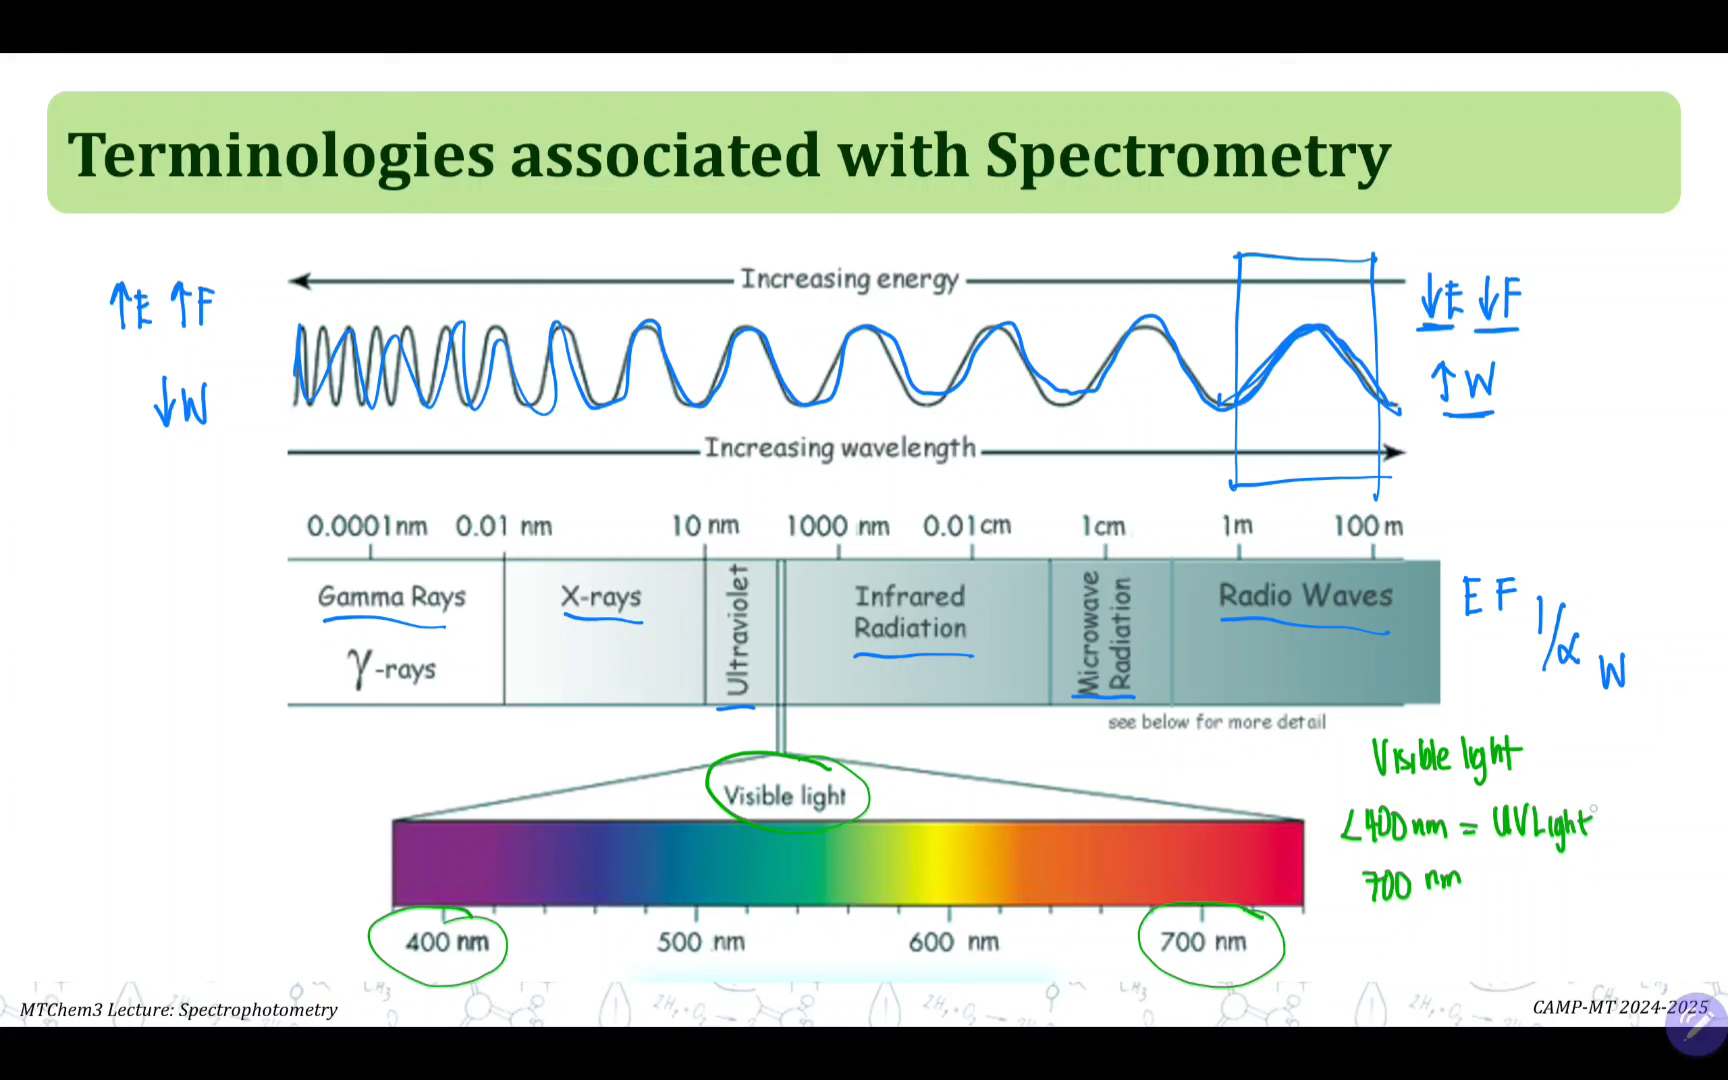 Terminologies associated with Spectrometry
Increasing energy
↑E ↑F
↓W
↓E ↓F
↑W
Increasing wavelength
0.0001nm 0.01 nm 10 nm 1000 nm 0.01cm 1cm 1m 100 m
Gamma Rays
γ-rays
X-rays
Ultraviolet
Infrared
Radiation
Microwave
Radiation
Radio Waves
E F 1/α W
see below for more detail
Visible light
Visible light
<400nm = UV Light
700 nm
400 nm 500 nm 600 nm 700 nm
MTChem3 Lecture: Spectrophotometry
CAMP-MT 2024-2025